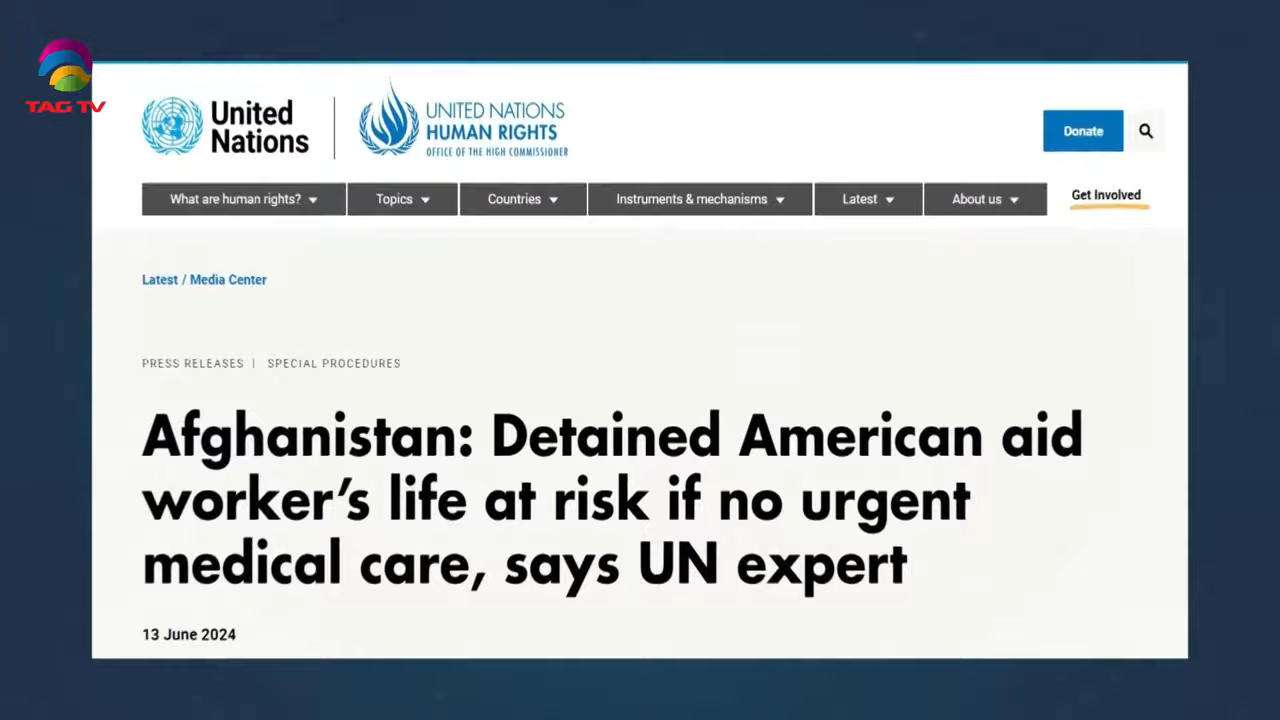 TAG TV
United
Nations
UNITED NATIONS
HUMAN RIGHTS
OFFICE OF THE HIGH COMMISSIONER
Donate
What are human rights?
Topics
Countries
Instruments & mechanisms
Latest
About us
Get Involved
Latest / Media Center
PRESS RELEASES | SPECIAL PROCEDURES
Afghanistan: Detained American aid
worker’s life at risk if no urgent
medical care, says UN expert
13 June 2024